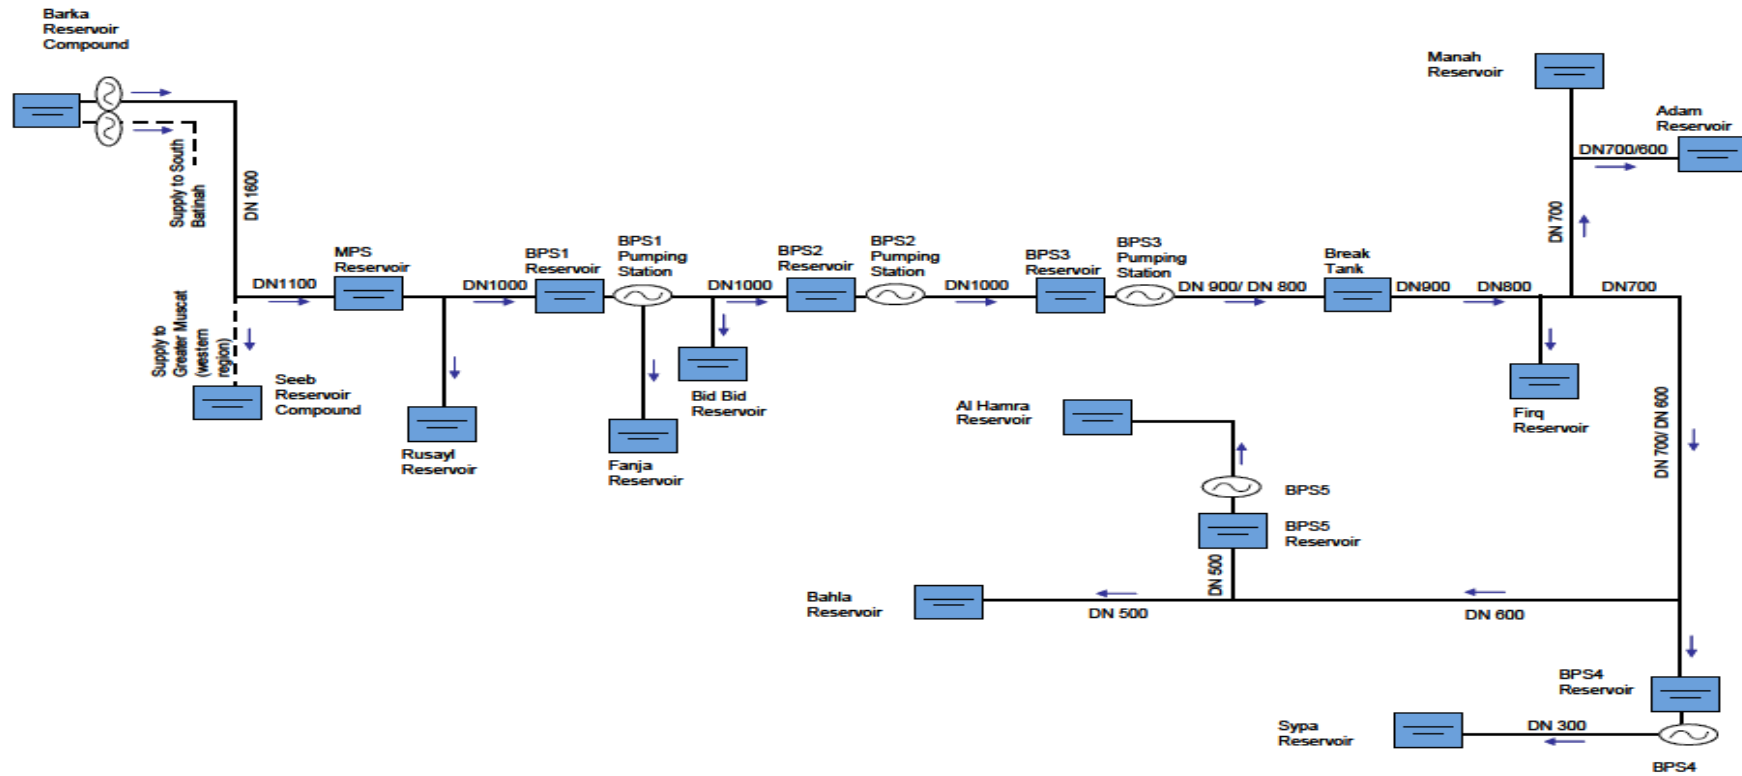 Barka
Reservoir
Compound
Supply to South
Batinah
DN 1600
Supply to
Greater Muscat
(western
region)
Seeb
Reservoir
Compound
DN1100
MPS
Reservoir
Rusayl
Reservoir
DN1000
BPS1
Reservoir
BPS1
Pumping
Station
Fanja
Reservoir
Bid Bid
Reservoir
DN1000
BPS2
Reservoir
BPS2
Pumping
Station
DN1000
BPS3
Reservoir
BPS3
Pumping
Station
DN 900/ DN 800
Break
Tank
DN900
DN800
DN700
Firq
Reservoir
DN 700
Manah
Reservoir
DN700/600
Adam
Reservoir
DN 700/ DN 600
Al Hamra
Reservoir
BPS5
BPS5
Reservoir
DN 500
Bahla
Reservoir
DN 500
DN 600
BPS4
Reservoir
Sypa
Reservoir
DN 300
BPS4